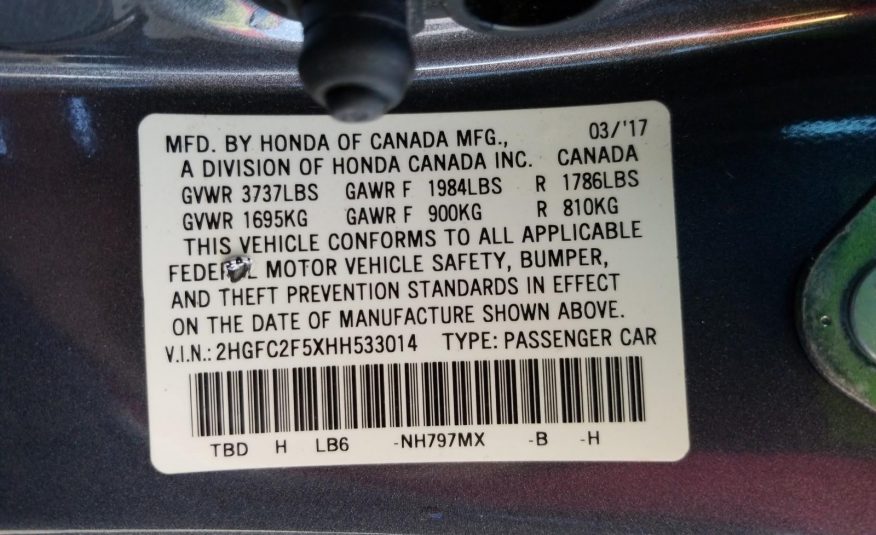 MFD. BY HONDA OF CANADA MFG., 03/'17
A DIVISION OF HONDA CANADA INC. CANADA
GVWR 3737LBS GAWR F 1984LBS R 1786LBS
GVWR 1695KG GAWR F 900KG R 810KG
THIS VEHICLE CONFORMS TO ALL APPLICABLE
FEDERAL MOTOR VEHICLE SAFETY, BUMPER,
AND THEFT PREVENTION STANDARDS IN EFFECT
ON THE DATE OF MANUFACTURE SHOWN ABOVE.
V.I.N.: 2HGFC2F5XHH533014 TYPE: PASSENGER CAR
TBD H LB6 -NH797MX -B -H